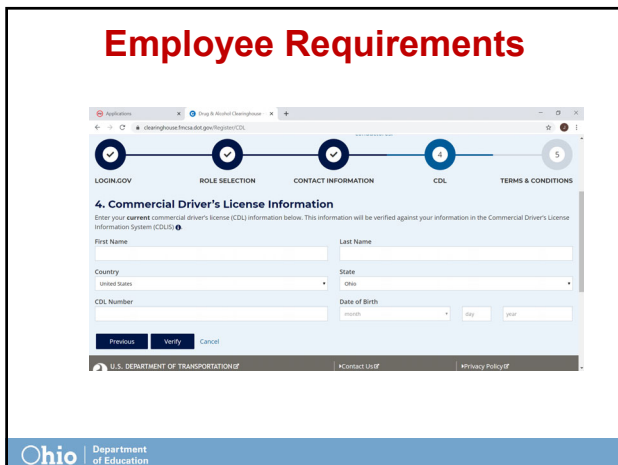 Employee Requirements
Applications
Drug & Alcohol Clearinghouse -
clearinghouse.fmcsa.dot.gov/Register/CDL
J
4
5
LOGIN.GOV
ROLE SELECTION
CONTACT INFORMATION
CDL
TERMS & CONDITIONS
4. Commercial Driver's License Information
Enter your current commercial driver's license (CDL) information below. This information will be verified against your information in the Commercial Driver's License
Information System (CDLIS)
First Name
Last Name
Country
State
United States
Ohio
CDL Number
Date of Birth
month
day
year
Previous
Verify
Cancel
U.S. DEPARTMENT OF TRANSPORTATION
Contact Us
Privacy Policy
Ohio
Department
of Education